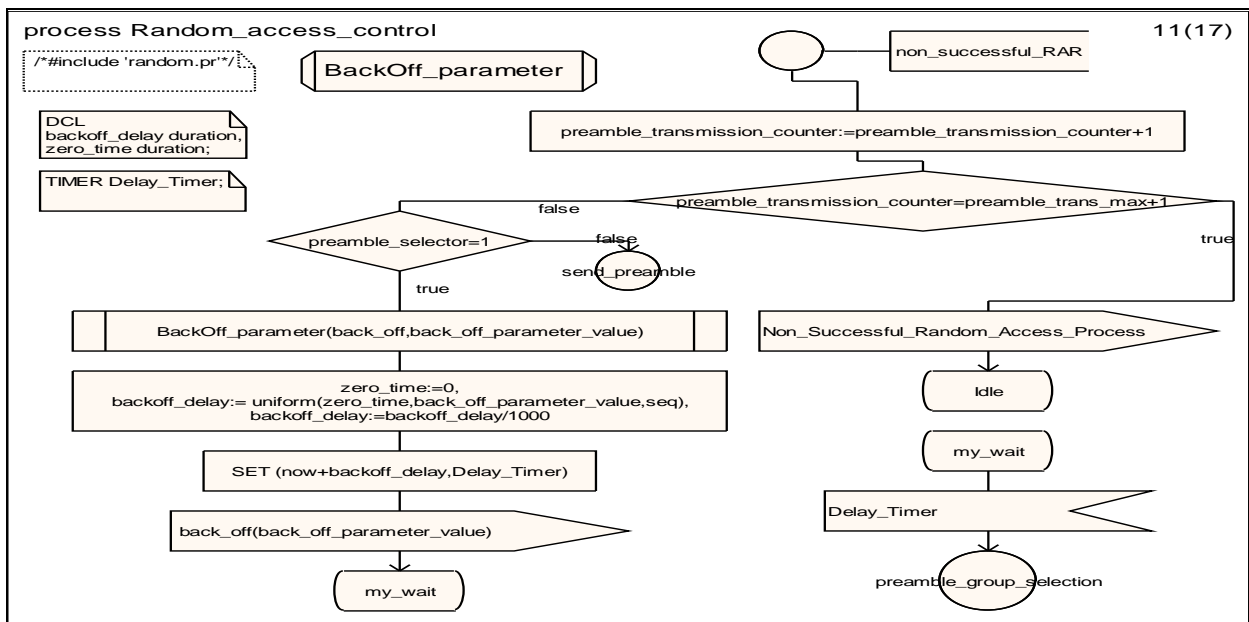 process Random_access_control
11(17)
/*#include 'random.pr'*/
BackOff_parameter
non_successful_RAR
DCL
backoff_delay duration,
zero_time duration;
TIMER Delay_Timer;
preamble_transmission_counter:=preamble_transmission_counter+1
preamble_transmission_counter=preamble_trans_max+1
false
true
preamble_selector=1
false
send_preamble
true
BackOff_parameter(back_off,back_off_parameter_value)
zero_time:=0,
backoff_delay:= uniform(zero_time,back_off_parameter_value,seq),
backoff_delay:=backoff_delay/1000
SET (now+backoff_delay,Delay_Timer)
back_off(back_off_parameter_value)
my_wait
Non_Successful_Random_Access_Process
Idle
my_wait
Delay_Timer
preamble_group_selection